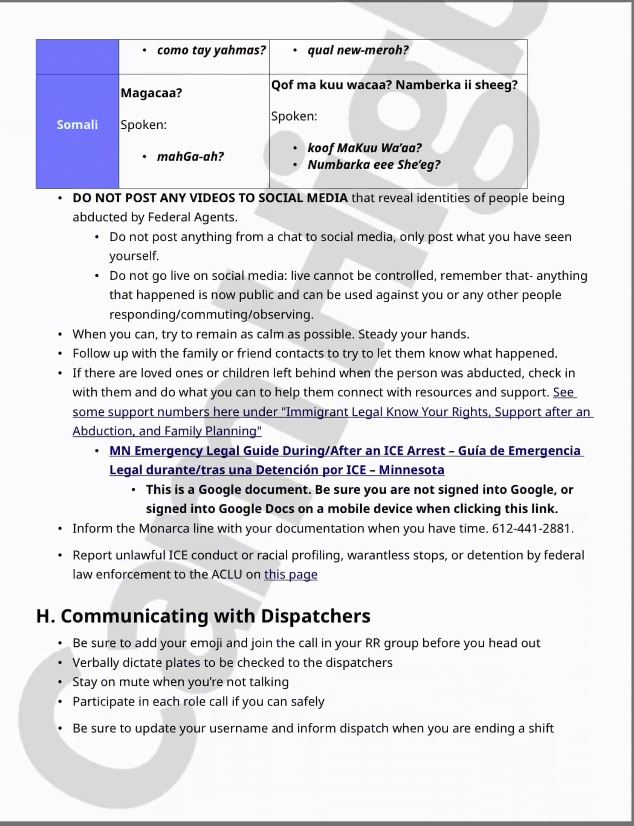 como tay yahmas?
qual new-meroh?
Somali
Magacaa?
Spoken:
mahGa-ah?
Qof ma kuu wacaa? Namberka ii sheeg?
Spoken:
koof MaKuu Wa'aa?
Numbarka eee She'eg?
DO NOT POST ANY VIDEOS TO SOCIAL MEDIA that reveal identities of people being
abducted by Federal Agents.
Do not post anything from a chat to social media, only post what you have seen
yourself.
Do not go live on social media: live cannot be controlled, remember that- anything
that happened is now public and can be used against you or any other people
responding/commuting/observing.
When you can, try to remain as calm as possible. Steady your hands.
Follow up with the family or friend contacts to try to let them know what happened.
If there are loved ones or children left behind when the person was abducted, check in
with them and do what you can to help them connect with resources and support. See
some support numbers here under "Immigrant Legal Know Your Rights, Support after an
Abduction, and Family Planning"
MN Emergency Legal Guide During/After an ICE Arrest – Guía de Emergencia
Legal durante/tras una Detención por ICE – Minnesota
This is a Google document. Be sure you are not signed into Google, or
signed into Google Docs on a mobile device when clicking this link.
Inform the Monarca line with your documentation when you have time. 612-441-2881.
Report unlawful ICE conduct or racial profiling, warantless stops, or detention by federal
law enforcement to the ACLU on this page
H. Communicating with Dispatchers
Be sure to add your emoji and join the call in your RR group before you head out
Verbally dictate plates to be checked to the dispatchers
Stay on mute when you're not talking
Participate in each role call if you can safely
Be sure to update your username and inform dispatch when you are ending a shift